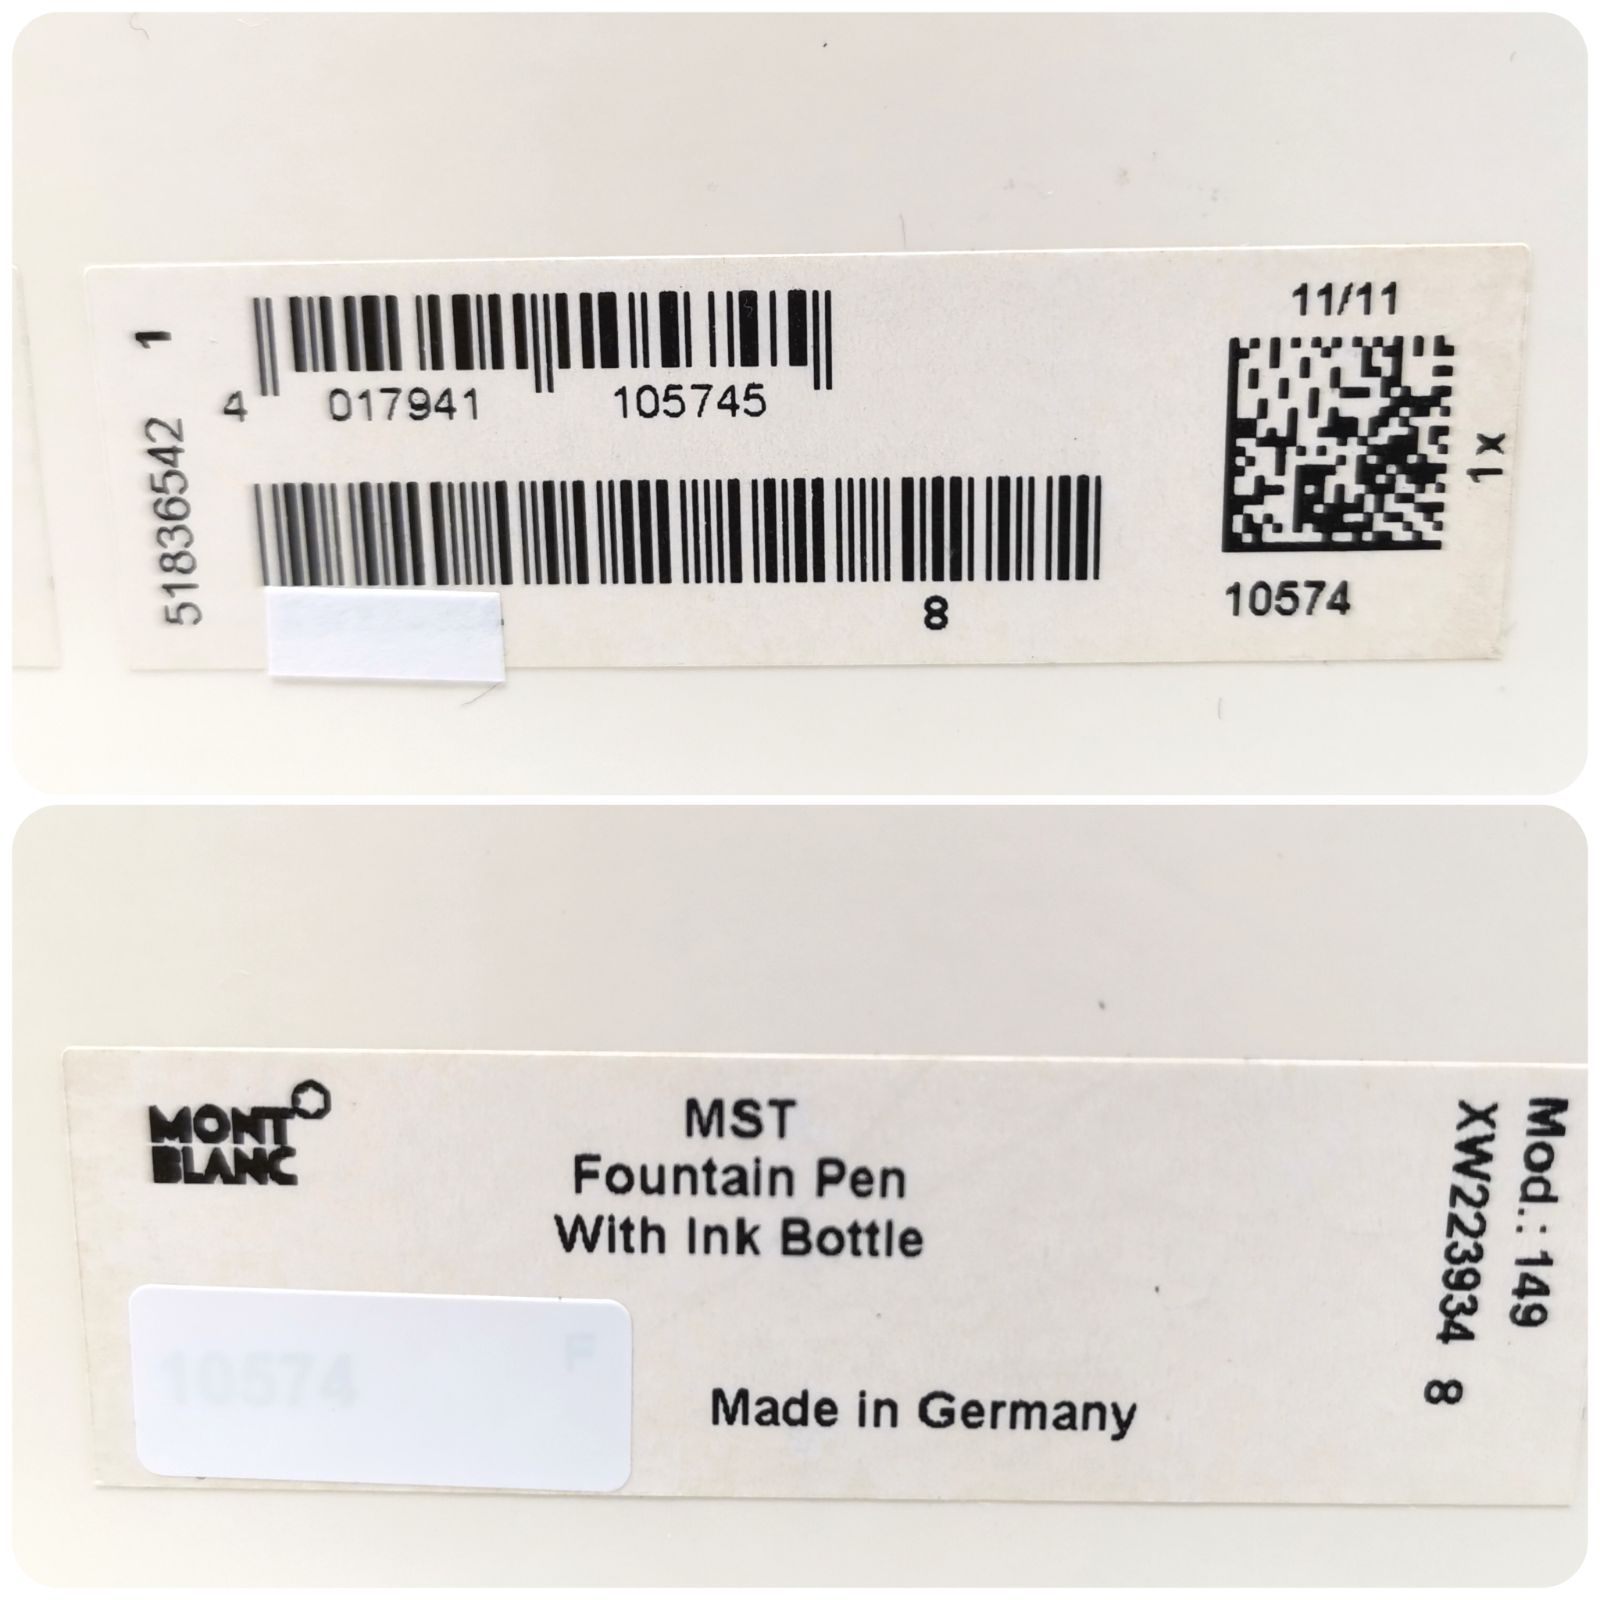 51836542 1
4 017941 105745
8
11/11
1x
10574
MONT
BLANC
MST
Fountain Pen
With Ink Bottle
10574 F
Made in Germany
Mod.: 149
XW223934 8